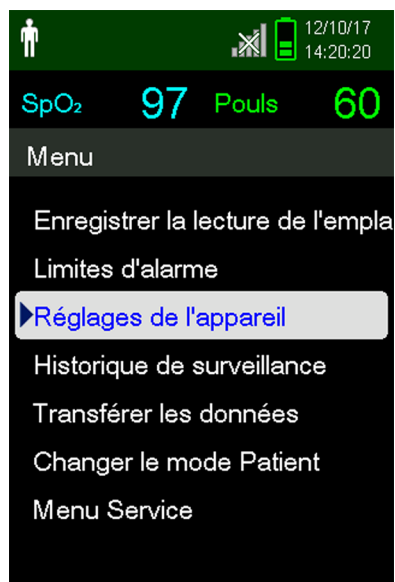 12/10/17
14:20:20
SpO₂ 97 Pouls 60
Menu
Enregistrer la lecture de l'empla
Limites d'alarme
Réglages de l'appareil
Historique de surveillance
Transférer les données
Changer le mode Patient
Menu Service